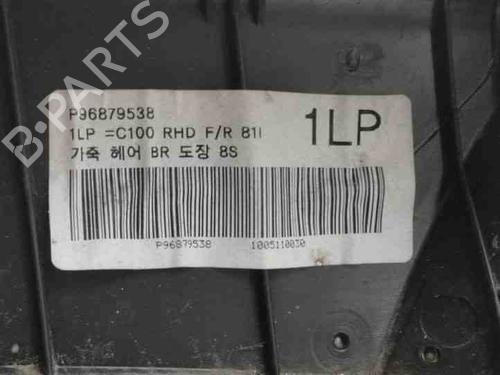 B-PARTS
P96879538
1LP =C100 RHD F/R 81I
1LP
가죽 헤어 BR 도장 8S
P96879538 1005110030